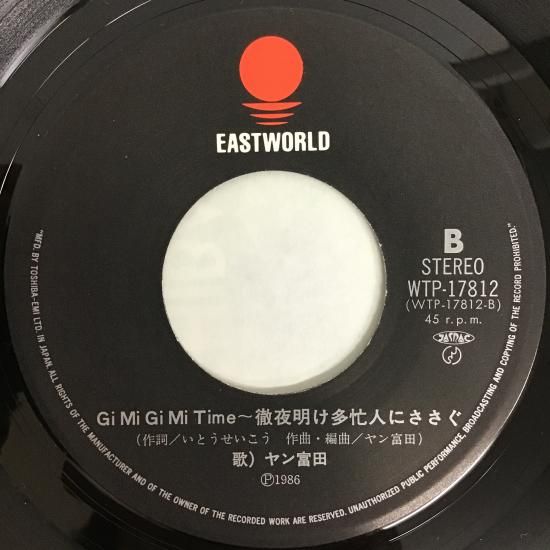 EASTWORLD
B
STEREO
WTP-17812
(WTP-17812-B)
45 r.p.m.
JASRAC
Gi Mi Gi Mi Time〜徹夜明け多忙人にささぐ
(作詞/いとうせいこう 作曲・編曲/ヤン富田)
歌) ヤン富田
Ⓟ1986
"MFD. BY TOSHIBA-EMI LTD. IN JAPAN. ALL RIGHTS OF THE MANUFACTURER AND OF THE OWNER OF THE RECORDED WORK ARE RESERVED. UNAUTHORIZED PUBLIC PERFORMANCE, BROADCASTING AND COPYING OF THE RECORD PROHIBITED."